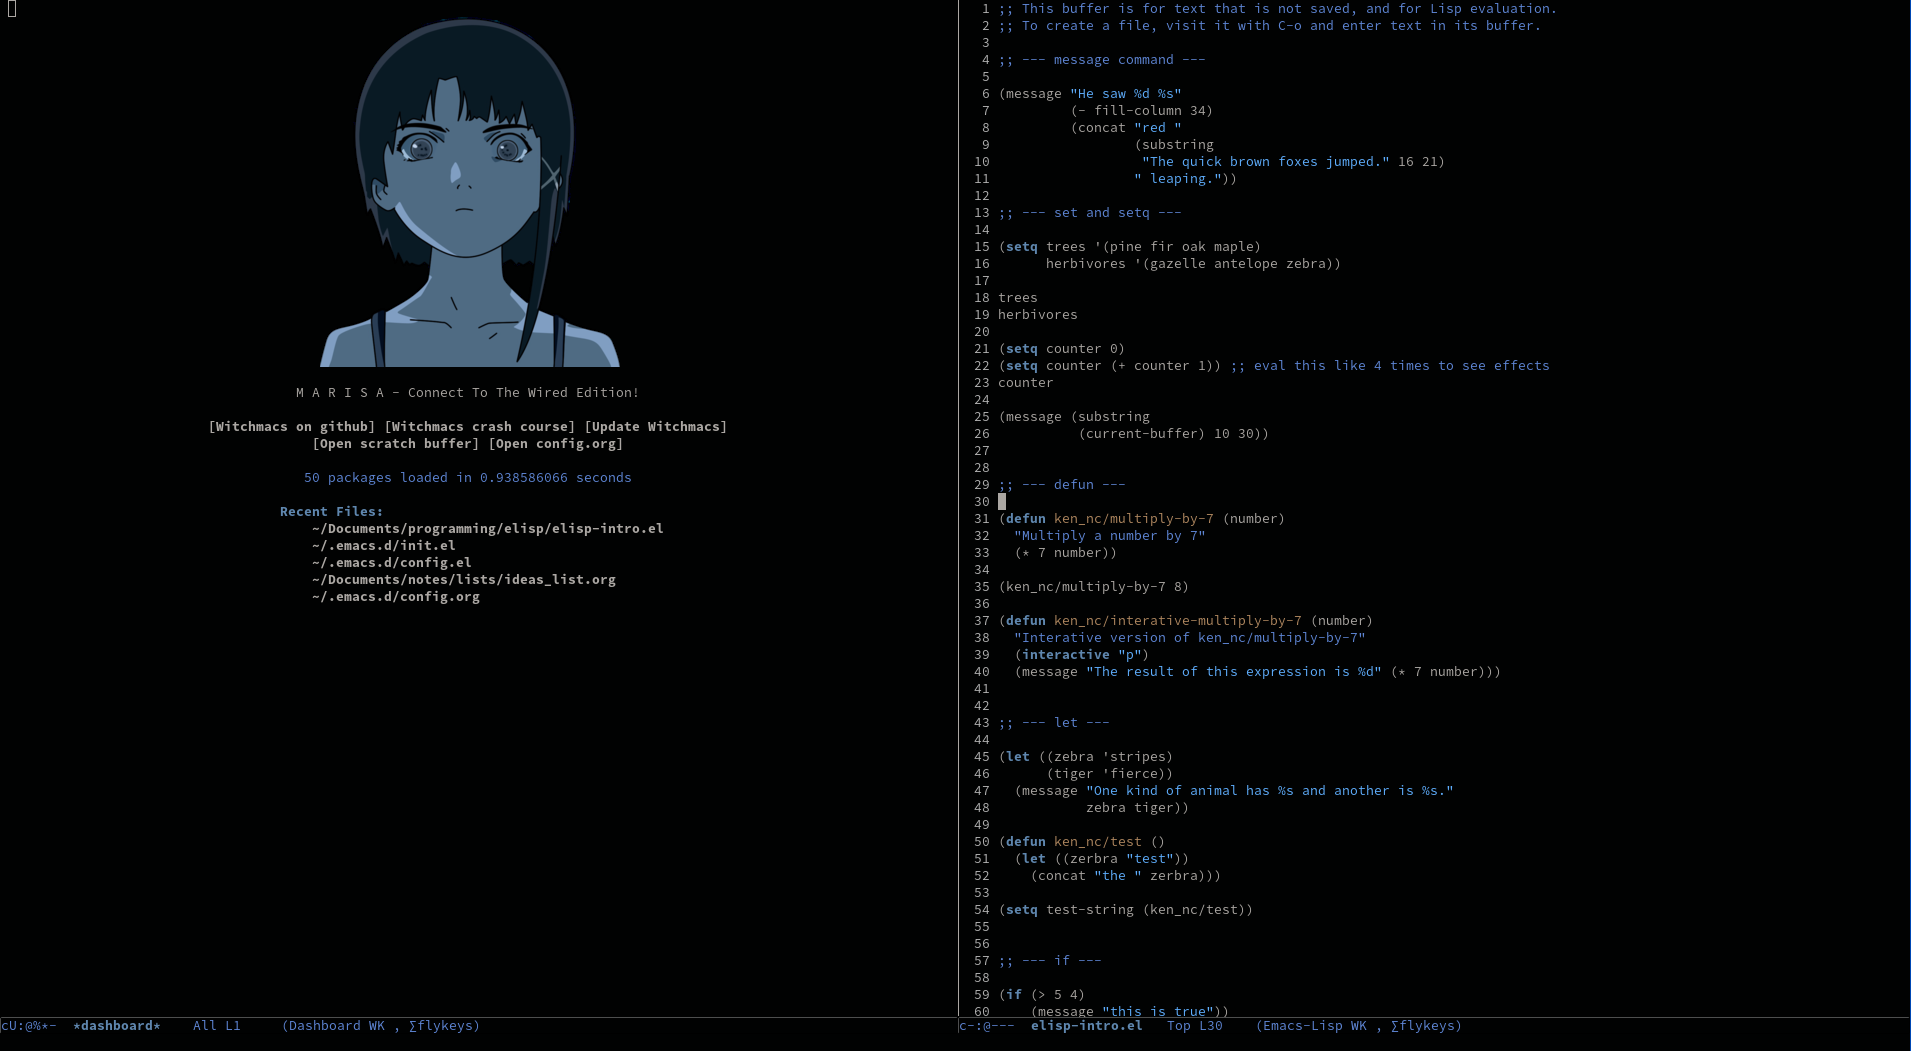 M A R I S A - Connect To The Wired Edition!
[Witchmacs on github] [Witchmacs crash course] [Update Witchmacs]
[Open scratch buffer] [Open config.org]
50 packages loaded in 0.938586066 seconds
Recent Files:
~/Documents/programming/elisp/elisp-intro.el
~/.emacs.d/init.el
~/.emacs.d/config.el
~/Documents/notes/lists/ideas_list.org
~/.emacs.d/config.org
cU:@%*-  *dashboard*    All L1     (Dashboard WK , ∑flykeys)
1 ;; This buffer is for text that is not saved, and for Lisp evaluation.
2 ;; To create a file, visit it with C-o and enter text in its buffer.
3
4 ;; --- message command ---
5
6 (message "He saw %d %s"
7          (- fill-column 34)
8          (concat "red "
9                  (substring
10                   "The quick brown foxes jumped." 16 21)
11                  " leaping."))
12
13 ;; --- set and setq ---
14
15 (setq trees '(pine fir oak maple)
16       herbivores '(gazelle antelope zebra))
17
18 trees
19 herbivores
20
21 (setq counter 0)
22 (setq counter (+ counter 1)) ;; eval this like 4 times to see effects
23 counter
24
25 (message (substring
26           (current-buffer) 10 30))
27
28
29 ;; --- defun ---
30
31 (defun ken_nc/multiply-by-7 (number)
32   "Multiply a number by 7"
33   (* 7 number))
34
35 (ken_nc/multiply-by-7 8)
36
37 (defun ken_nc/interative-multiply-by-7 (number)
38   "Interative version of ken_nc/multiply-by-7"
39   (interactive "p")
40   (message "The result of this expression is %d" (* 7 number)))
41
42
43 ;; --- let ---
44
45 (let ((zebra 'stripes)
46       (tiger 'fierce))
47   (message "One kind of animal has %s and another is %s."
48            zebra tiger))
49
50 (defun ken_nc/test ()
51   (let ((zerbra "test"))
52     (concat "the " zerbra)))
53
54 (setq test-string (ken_nc/test))
55
56
57 ;; --- if ---
58
59 (if (> 5 4)
60     (message "this is true"))
c-:@---  elisp-intro.el   Top L30    (Emacs-Lisp WK , ∑flykeys)